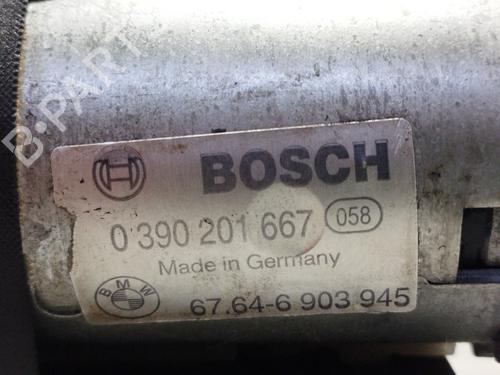 B-PARTS
BOSCH
0 390 201 667 058
Made in Germany
BMW
67.64-6 903 945